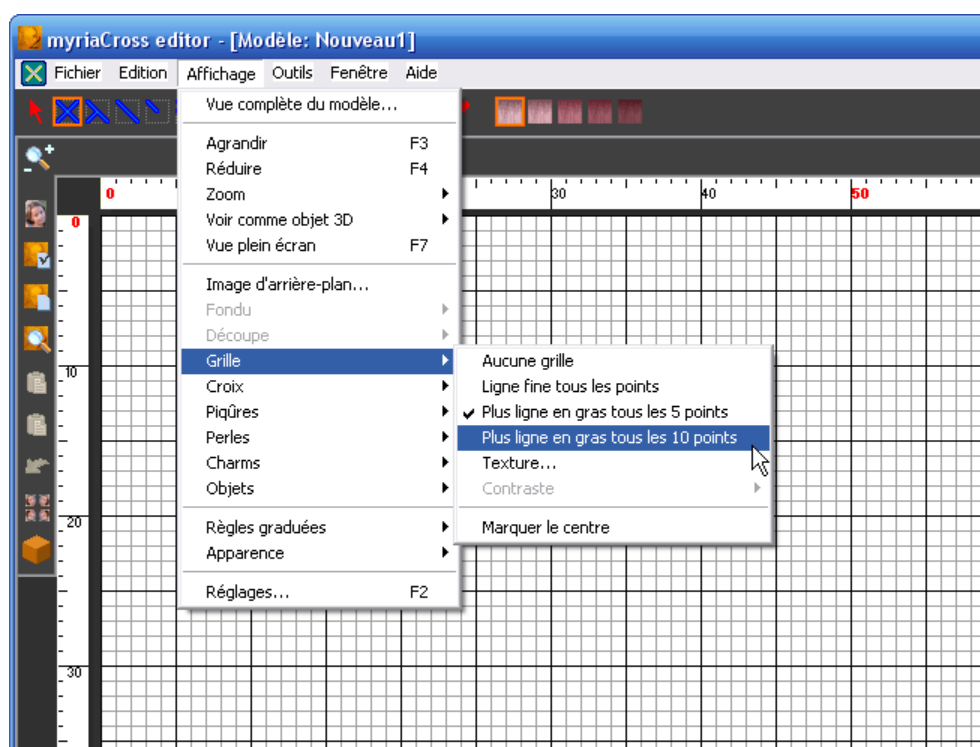 myriaCross editor - [Modèle: Nouveau1]
Fichier Edition Affichage Outils Fenêtre Aide
Vue complète du modèle...
Agrandir F3
Réduire F4
Zoom
Voir comme objet 3D
Vue plein écran F7
Image d'arrière-plan...
Fondu
Découpe
Grille
Croix
Piqûres
Perles
Charms
Objets
Règles graduées
Apparence
Réglages... F2
Aucune grille
Ligne fine tous les points
Plus ligne en gras tous les 5 points
Plus ligne en gras tous les 10 points
Texture...
Contraste
Marquer le centre
0 30 40 50
0
10
20
30